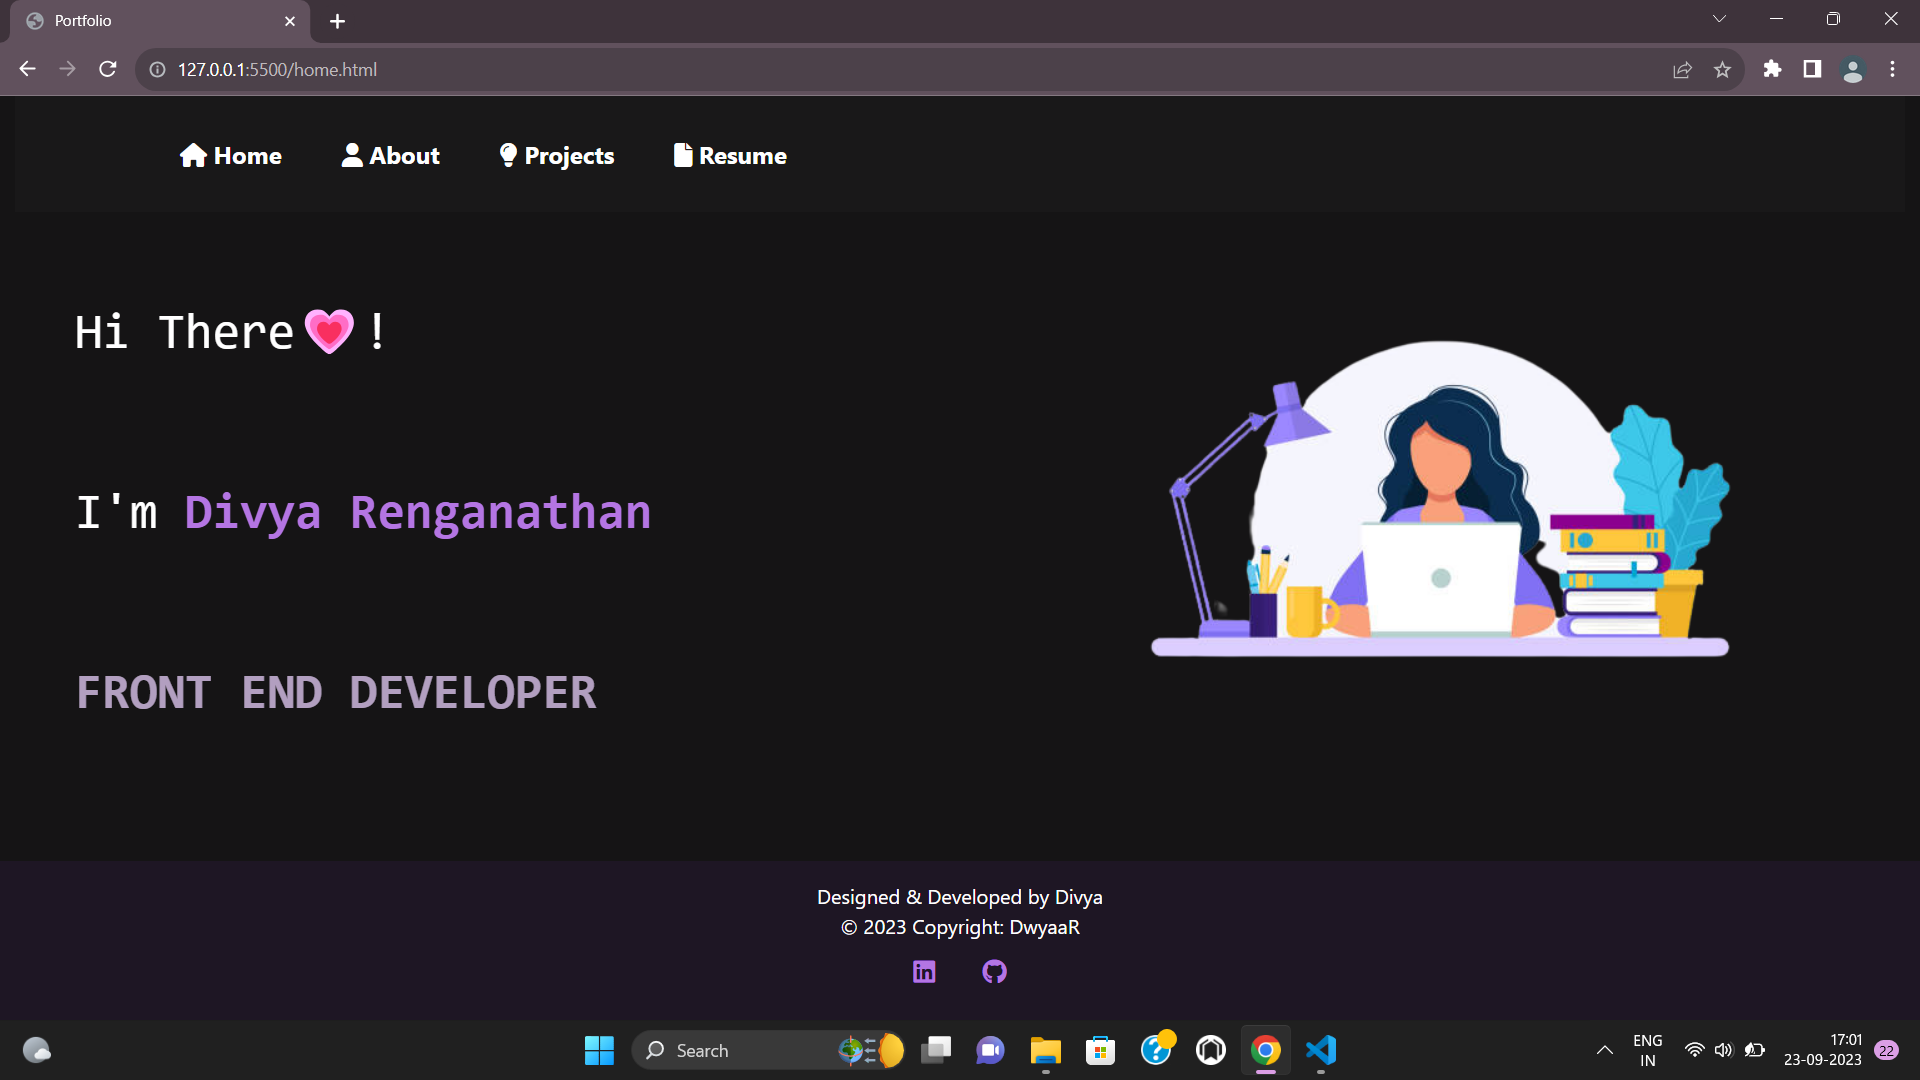 Portfolio
127.0.0.1:5500/home.html
Home About Projects Resume
Hi There💗!
I'm Divya Renganathan
FRONT END DEVELOPER
Designed & Developed by Divya
© 2023 Copyright: DwyaaR
in
Search
ENG
IN
17:01
23-09-2023
22